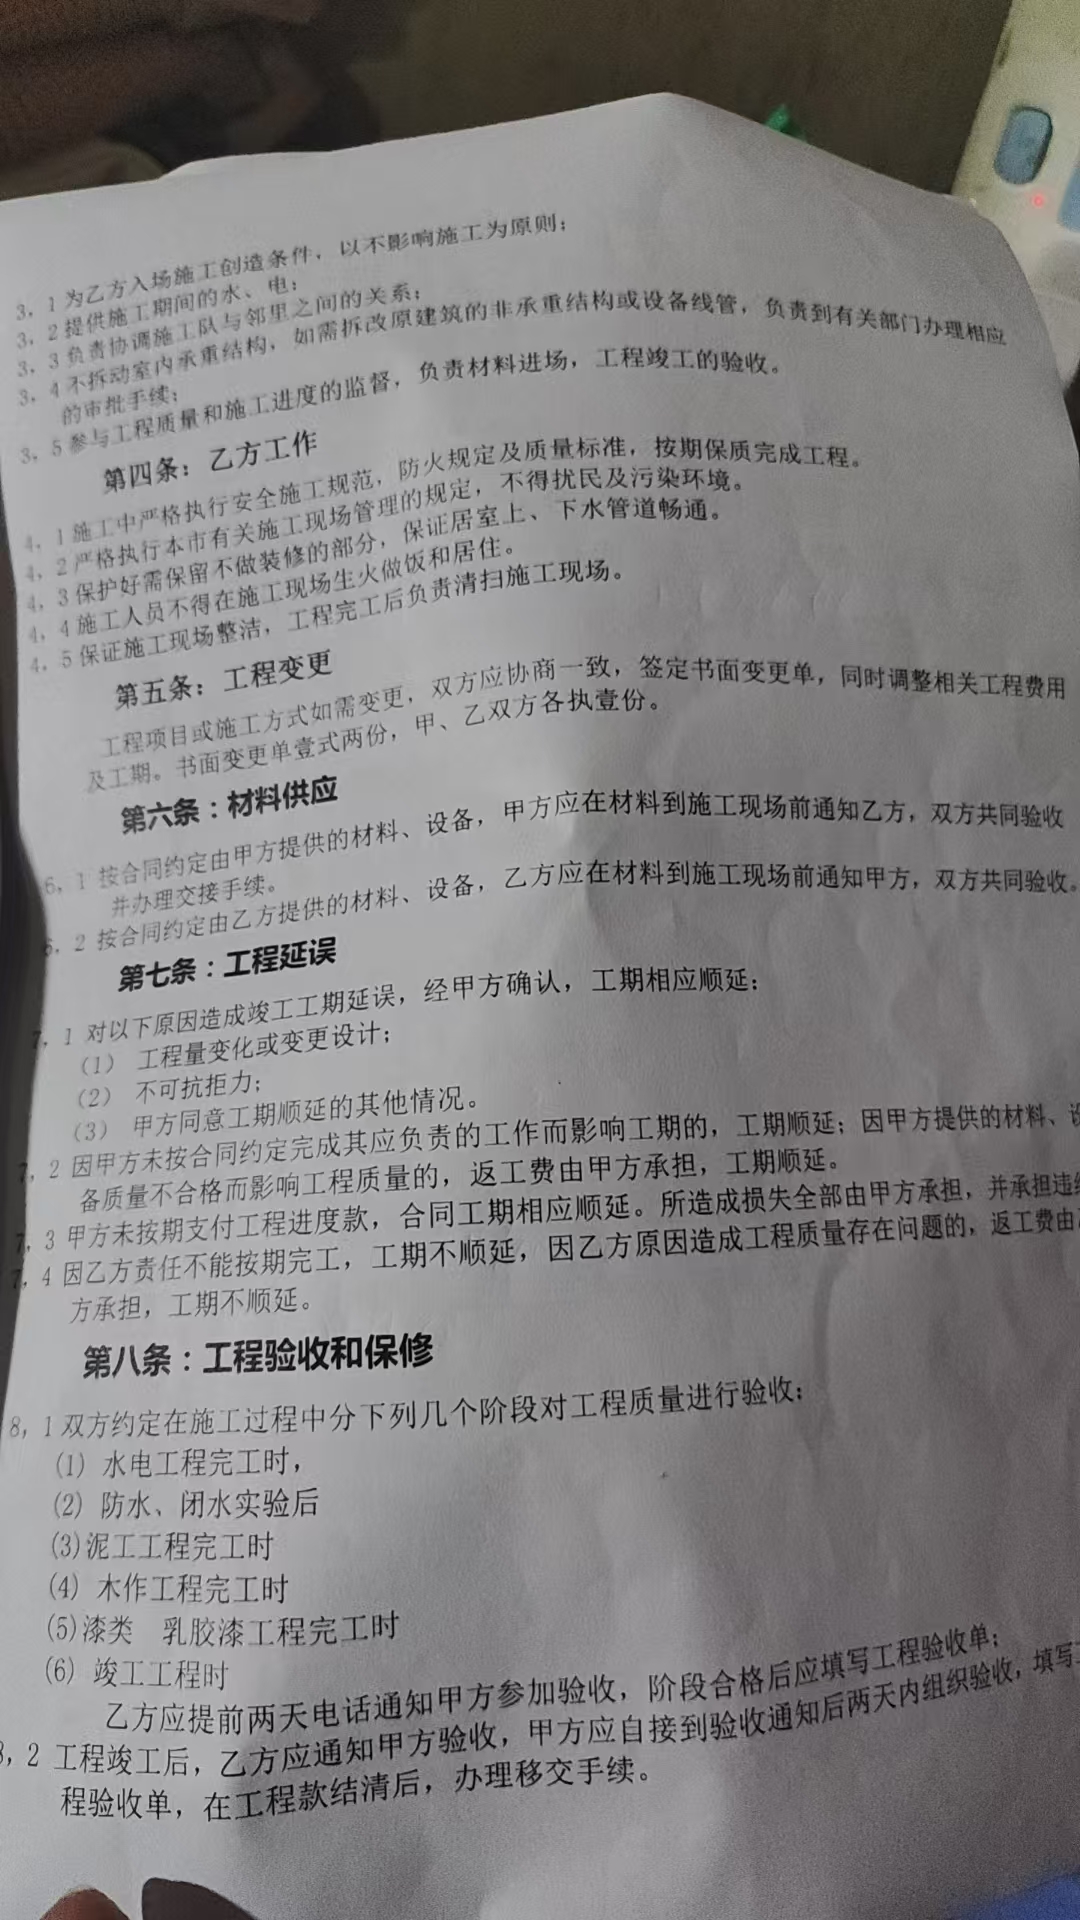 3，1为乙方入场施工创造条件，以不影响施工为原则；
3，2提供施工期间的水、电；
3，3负责协调施工队与邻里之间的关系；
3，4不拆动室内承重结构，如需拆改原建筑的非承重结构或设备线管，负责到有关部门办理相应
的审批手续；
3，5参与工程质量和施工进度的监督，负责材料进场，工程竣工的验收。
第四条：乙方工作
4，1施工中严格执行安全施工规范，防火规定及质量标准，按期保质完成工程。
4，2严格执行本市有关施工现场管理的规定，不得扰民及污染环境。
4，3保护好需保留不做装修的部分，保证居室上、下水管道畅通。
4，4施工人员不得在施工现场生火做饭和居住。
4，5保证施工现场整洁，工程完工后负责清扫施工现场。
第五条：工程变更
工程项目或施工方式如需变更，双方应协商一致，签定书面变更单，同时调整相关工程费用
及工期。书面变更单壹式两份，甲、乙双方各执壹份。
第六条：材料供应
6，1 按合同约定由甲方提供的材料、设备，甲方应在材料到施工现场前通知乙方，双方共同验收
并办理交接手续。
6，2 按合同约定由乙方提供的材料、设备，乙方应在材料到施工现场前通知甲方，双方共同验收。
第七条：工程延误
7，1 对以下原因造成竣工工期延误，经甲方确认，工期相应顺延；
（1） 工程量变化或变更设计；
（2） 不可抗拒力；
（3） 甲方同意工期顺延的其他情况。
7，2 因甲方未按合同约定完成其应负责的工作而影响工期的，工期顺延；因甲方提供的材料、设
备质量不合格而影响工程质量的，返工费由甲方承担，工期顺延。
7，3 甲方未按期支付工程进度款，合同工期相应顺延。所造成损失全部由甲方承担，并承担违
7，4 因乙方责任不能按期完工，工期不顺延，因乙方原因造成工程质量存在问题的，返工费由
方承担，工期不顺延。
第八条：工程验收和保修
8，1双方约定在施工过程中分下列几个阶段对工程质量进行验收：
(1) 水电工程完工时，
(2) 防水、闭水实验后
(3)泥工工程完工时
(4) 木作工程完工时
(5)漆类 乳胶漆工程完工时
(6) 竣工工程时
乙方应提前两天电话通知甲方参加验收，阶段合格后应填写工程验收单；
8，2 工程竣工后，乙方应通知甲方验收，甲方应自接到验收通知后两天内组织验收，填写
程验收单，在工程款结清后，办理移交手续。